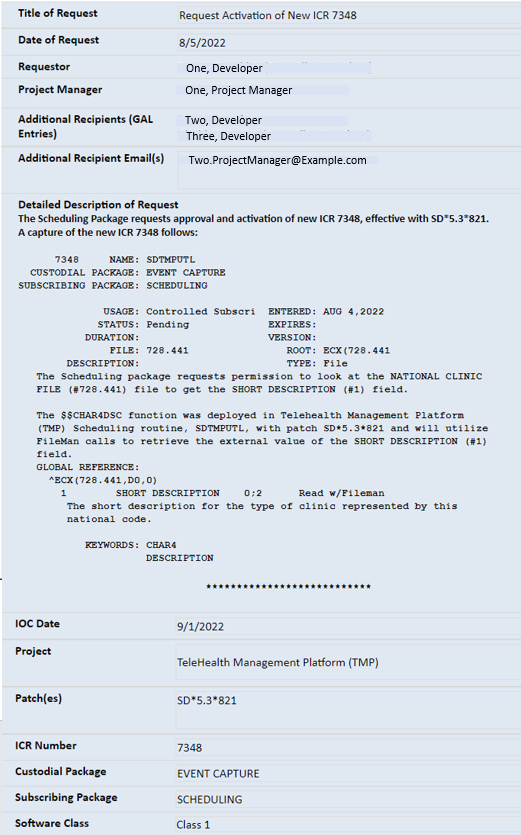 Title of Request Request Activation of New ICR 7348
Date of Request 8/5/2022
Requestor One, Developer
Project Manager One, Project Manager
Additional Recipients (GAL Two, Developer
Entries) Three, Developer
Additional Recipient Email(s) Two.ProjectManager@Example.com
Detailed Description of Request
The Scheduling Package requests approval and activation of new ICR 7348, effective with SD*5.3*821.
A capture of the new ICR 7348 follows:
7348 NAME: SDTMPUTL
CUSTODIAL PACKAGE: EVENT CAPTURE
SUBSCRIBING PACKAGE: SCHEDULING
USAGE: Controlled Subscri ENTERED: AUG 4,2022
STATUS: Pending EXPIRES:
DURATION: VERSION:
FILE: 728.441 ROOT: ECX(728.441
DESCRIPTION: TYPE: File
The Scheduling package requests permission to look at the NATIONAL CLINIC
FILE (#728.441) file to get the SHORT DESCRIPTION (#1) field.
The $$CHAR4DSC function was deployed in Telehealth Management Platform
(TMP) Scheduling routine, SDTMPUTL, with patch SD*5.3*821 and will utilize
FileMan calls to retrieve the external value of the SHORT DESCRIPTION (#1)
field.
GLOBAL REFERENCE:
^ECX(728.441,D0,0)
1 SHORT DESCRIPTION 0;2 Read w/Fileman
The short description for the type of clinic represented by this
national code.
KEYWORDS: CHAR4
DESCRIPTION
***************************
IOC Date 9/1/2022
Project TeleHealth Management Platform (TMP)
Patch(es) SD*5.3*821
ICR Number 7348
Custodial Package EVENT CAPTURE
Subscribing Package SCHEDULING
Software Class Class 1